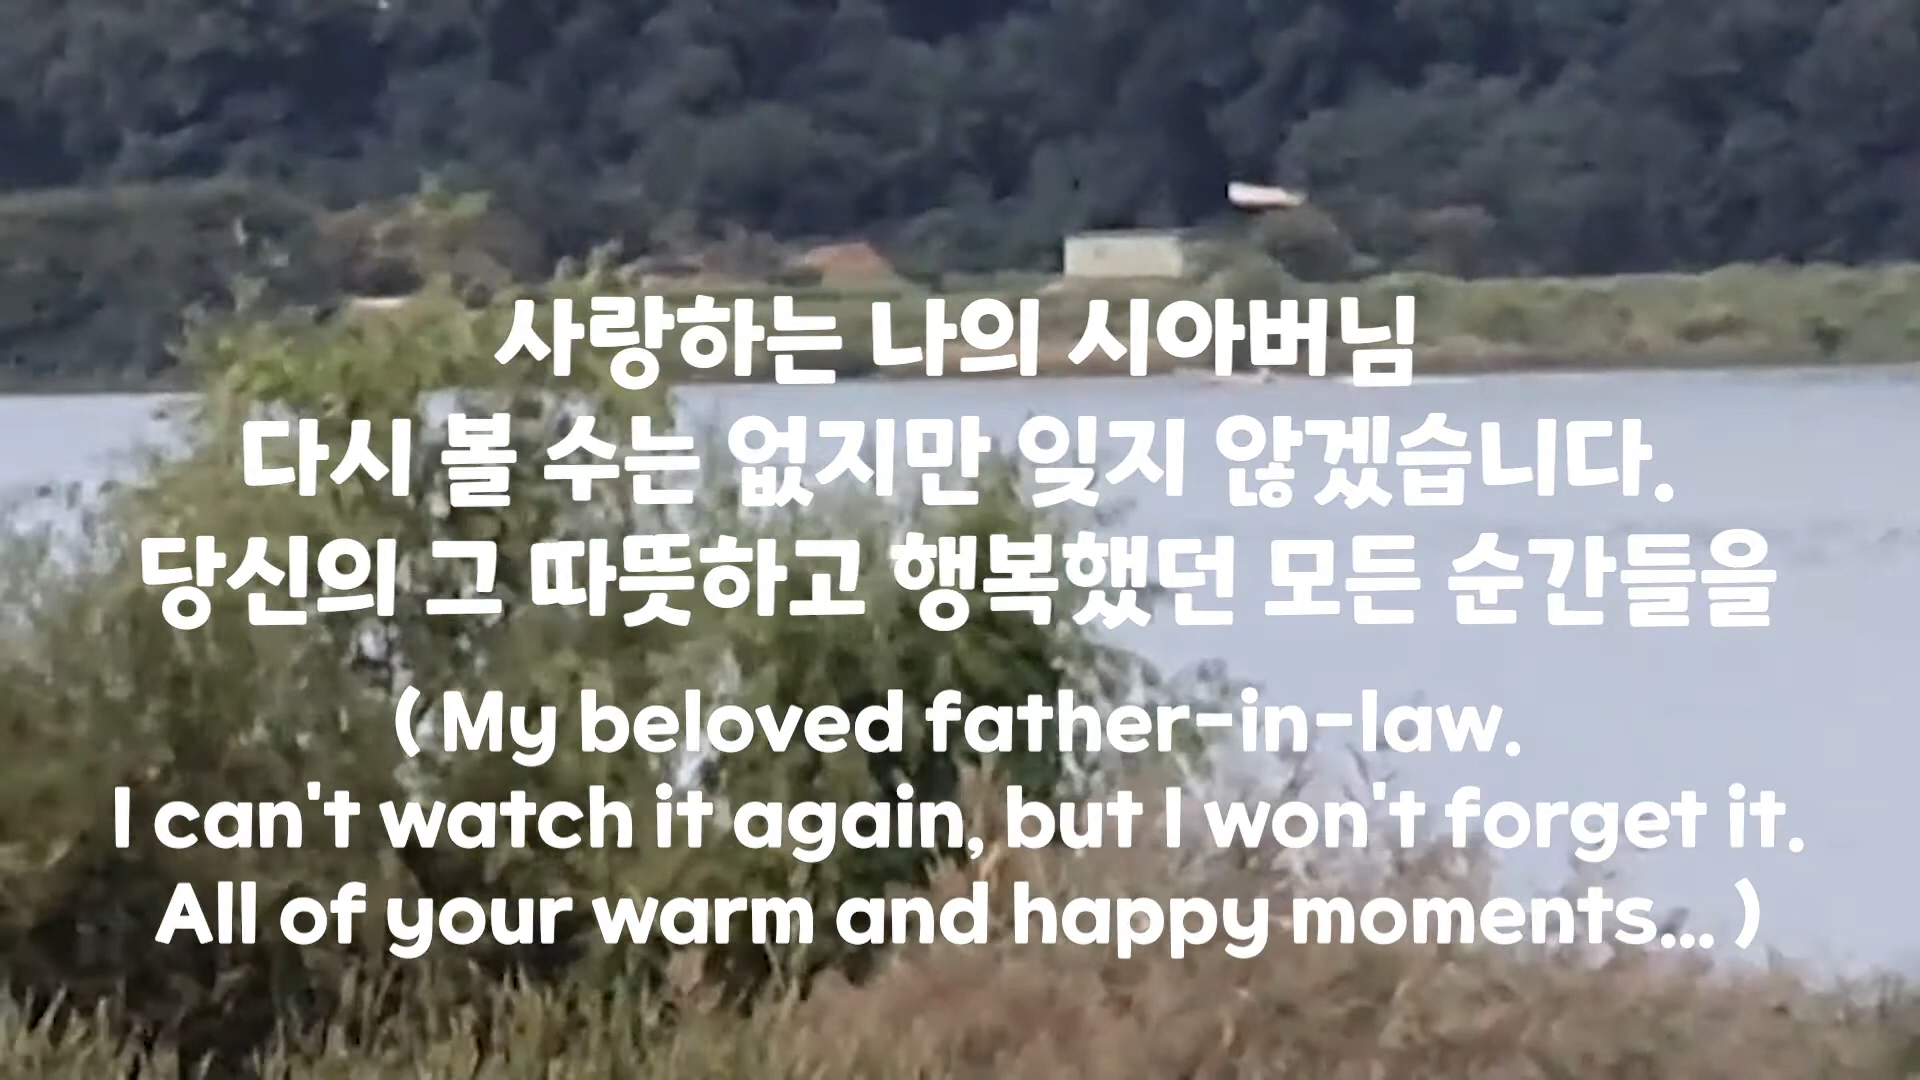 사랑하는 나의 시아버님
다시 볼 수는 없지만 잊지 않겠습니다.
당신의 그 따뜻하고 행복했던 모든 순간들을
( My beloved father-in-law.
I can't watch it again, but I won't forget it.
All of your warm and happy moments... )